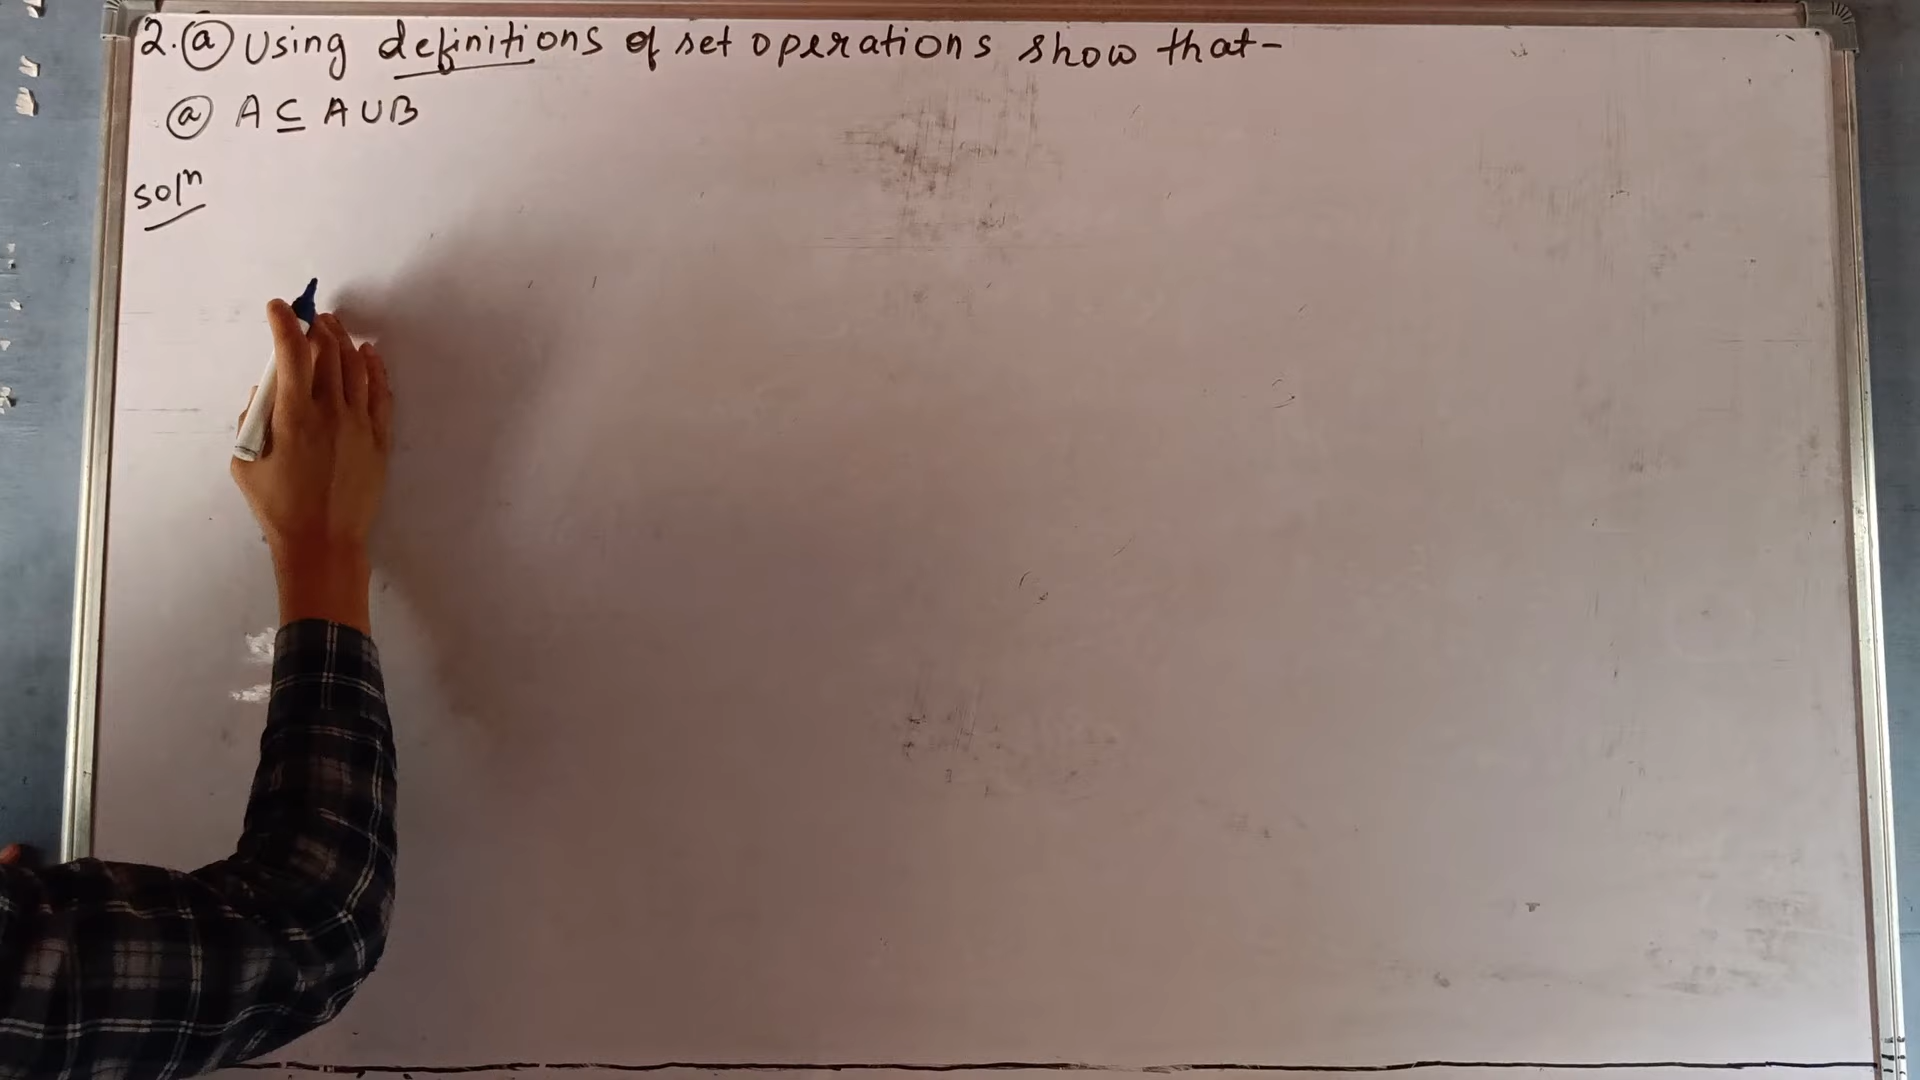 2. (a) Using definitions of set operations show that-
(a) A ⊆ A ∪ B
solⁿ